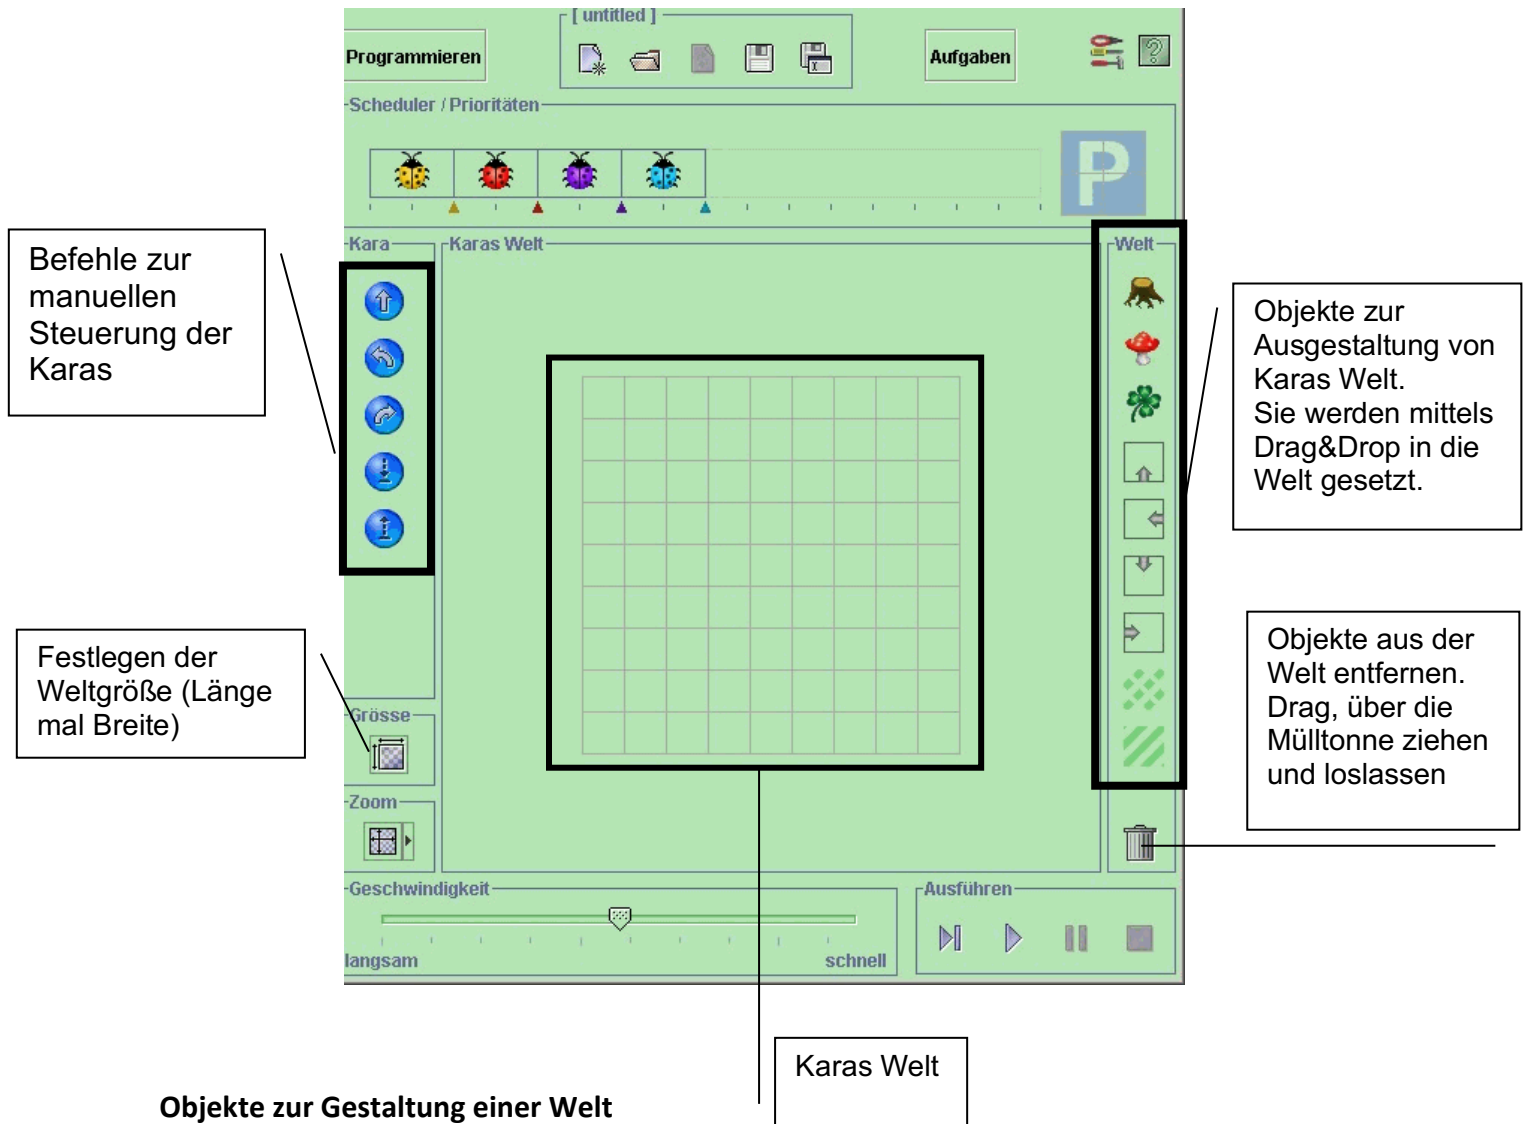 [ untitled ]
Programmieren
Aufgaben
Scheduler / Prioritäten
P
Kara
Karas Welt
Welt
Befehle zur
manuellen
Steuerung der
Karas
Objekte zur
Ausgestaltung von
Karas Welt.
Sie werden mittels
Drag&Drop in die
Welt gesetzt.
Festlegen der
Weltgröße (Länge
mal Breite)
Objekte aus der
Welt entfernen.
Drag, über die
Mülltonne ziehen
und loslassen
Grösse
Zoom
Geschwindigkeit
langsam
schnell
Ausführen
Karas Welt
Objekte zur Gestaltung einer Welt